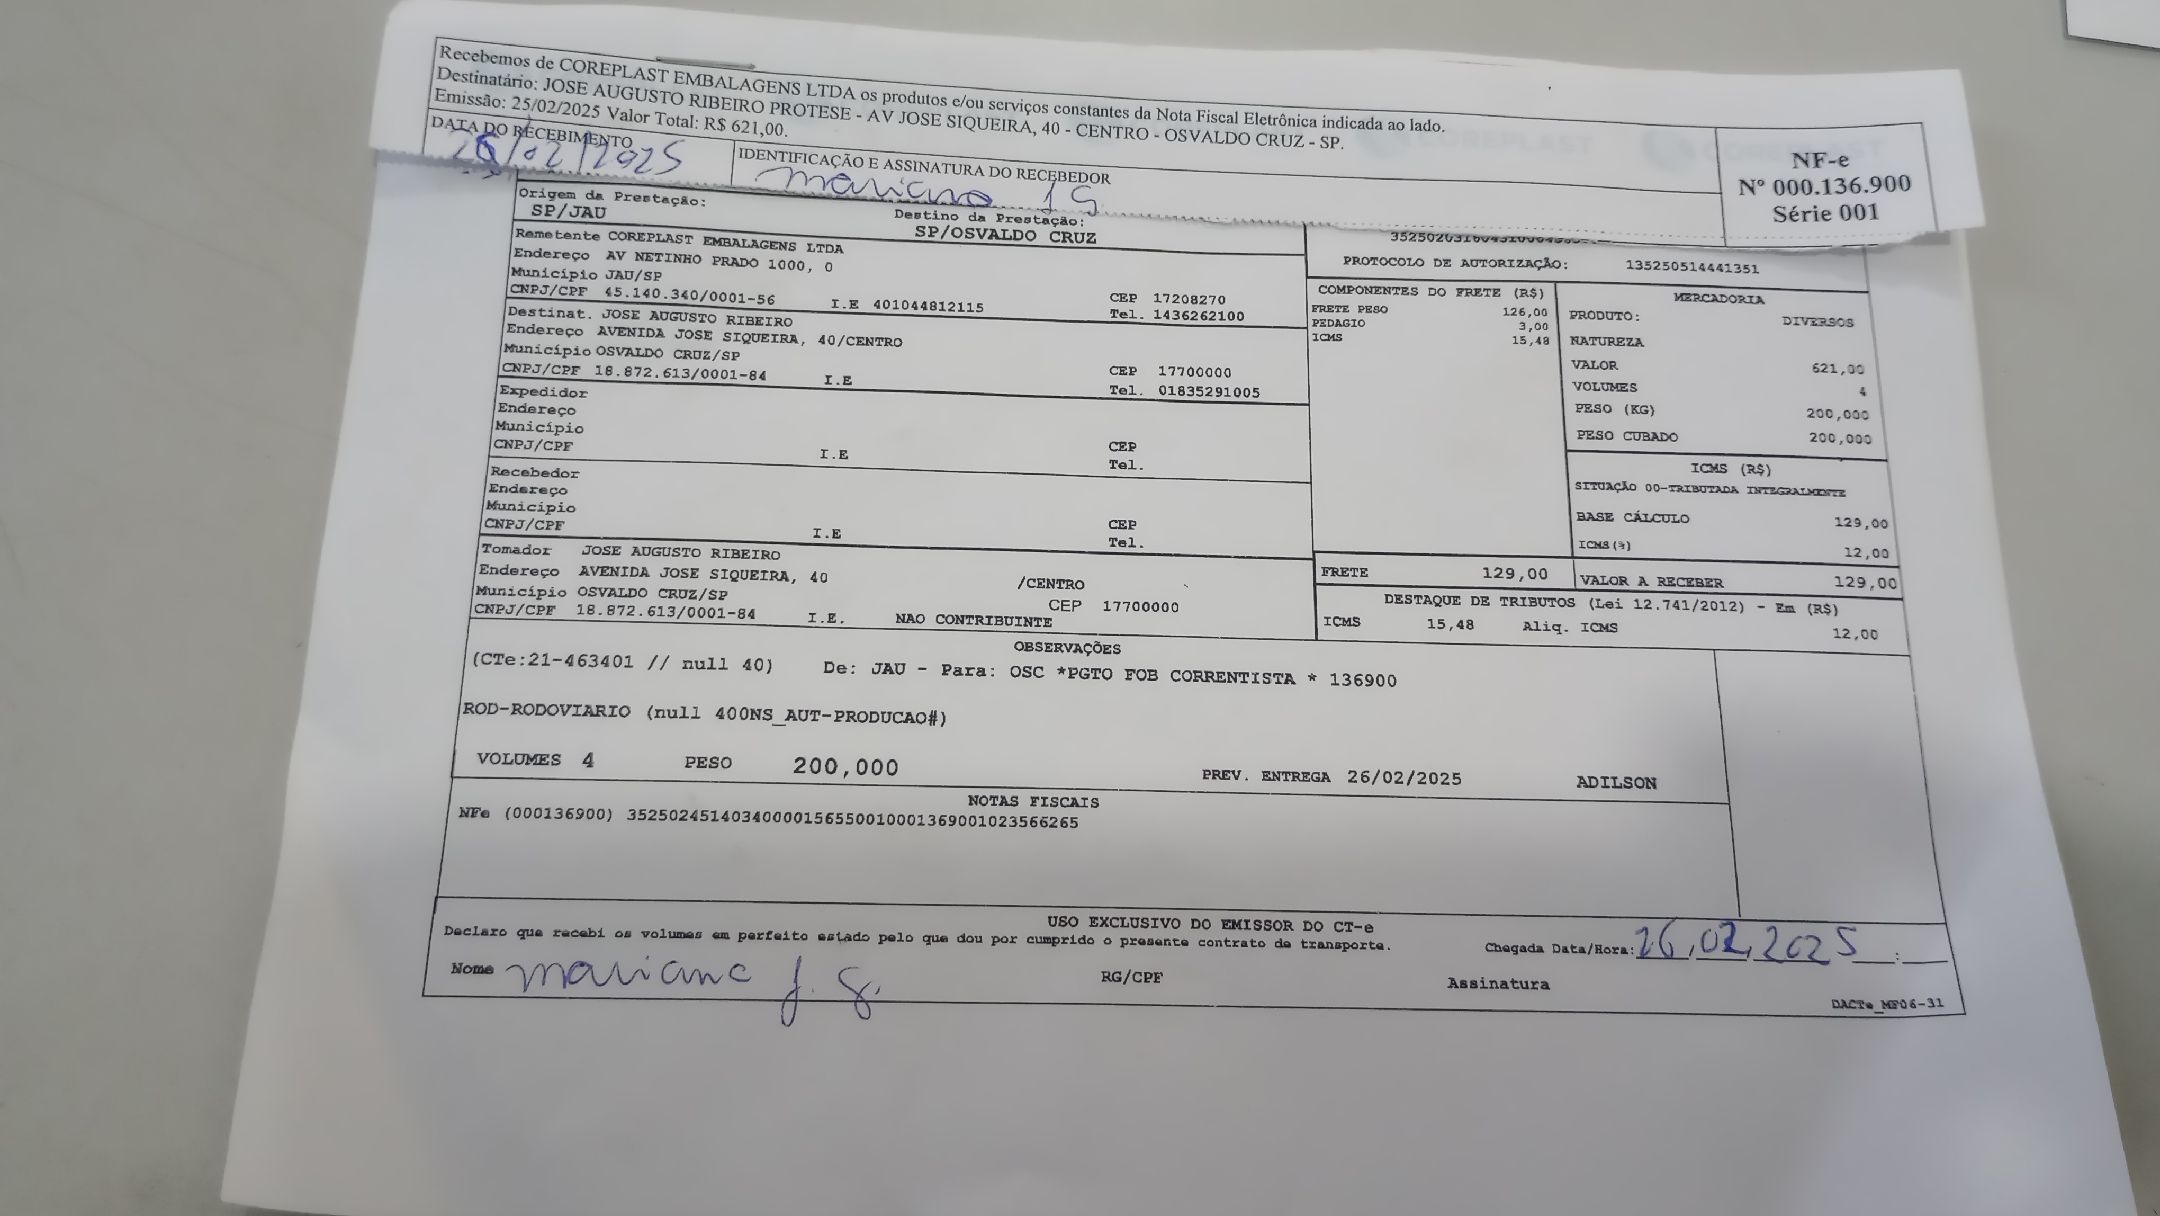 Recebemos de COREPLAST EMBALAGENS LTDA os produtos e/ou serviços constantes da Nota Fiscal Eletrônica indicada ao lado.
Destinatário: JOSE AUGUSTO RIBEIRO PROTESE - AV JOSE SIQUEIRA, 40 - CENTRO - OSVALDO CRUZ - SP.
Emissão: 25/02/2025 Valor Total: R$ 621,00.
DATA DO RECEBIMENTO
26/02/2025
IDENTIFICAÇÃO E ASSINATURA DO RECEBEDOR
NF-e
Nº 000.136.900
Série 001
Origem da Prestação:
SP/JAU
Destino da Prestação:
SP/OSVALDO CRUZ
Remetente COREPLAST EMBALAGENS LTDA
Endereço AV NETINHO PRADO 1000, 0
Município JAU/SP
CNPJ/CPF 45.140.340/0001-56 I.E 401044812115
CEP 17208270
Tel. 1436262100
Destinat. JOSE AUGUSTO RIBEIRO
Endereço AVENIDA JOSE SIQUEIRA, 40/CENTRO
Município OSVALDO CRUZ/SP
CNPJ/CPF 18.872.613/0001-84 I.E
CEP 17700000
Tel. 01835291005
Expedidor
Endereço
Município
CNPJ/CPF I.E
CEP
Tel.
Recebedor
Endereço
Município
CNPJ/CPF I.E
CEP
Tel.
Tomador JOSE AUGUSTO RIBEIRO
Endereço AVENIDA JOSE SIQUEIRA, 40 /CENTRO
Município OSVALDO CRUZ/SP CEP 17700000
CNPJ/CPF 18.872.613/0001-84 I.E. NAO CONTRIBUINTE
PROTOCOLO DE AUTORIZAÇÃO: 135250514441351
COMPONENTES DO FRETE (R$)
FRETE PESO 126,00
PEDAGIO 3,00
ICMS 15,48
MERCADORIA
PRODUTO: DIVERSOS
NATUREZA
VALOR 621,00
VOLUMES 4
PESO (KG) 200,000
PESO CUBADO 200,000
ICMS (R$)
SITUAÇÃO 00-TRIBUTADA INTEGRALMENTE
BASE CÁLCULO 129,00
ICMS(%) 12,00
FRETE 129,00 VALOR A RECEBER 129,00
DESTAQUE DE TRIBUTOS (Lei 12.741/2012) - Em (R$)
ICMS 15,48 Aliq. ICMS 12,00
OBSERVAÇÕES
(CTe:21-463401 // null 40) De: JAU - Para: OSC *PGTO FOB CORRENTISTA * 136900
ROD-RODOVIARIO (null 400NS_AUT-PRODUCAO#)
VOLUMES 4 PESO 200,000 PREV. ENTREGA 26/02/2025 ADILSON
NOTAS FISCAIS
NFe (000136900) 35250245140340000156550010001369001023566265
USO EXCLUSIVO DO EMISSOR DO CT-e
Declaro que recebi os volumes em perfeito estado pelo que dou por cumprido o presente contrato de transporte.
Chegada Data/Hora: 26,02,2025 :
Nome mariana J. S. RG/CPF Assinatura
DACTe_MF06-31